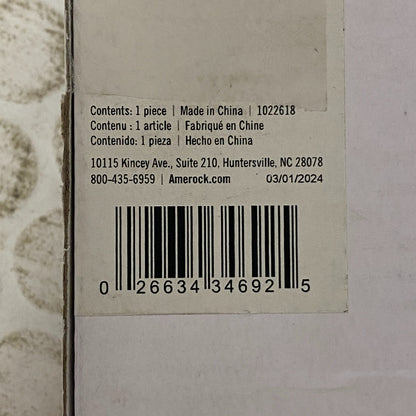 Contents: 1 piece | Made in China | 1022618
Contenu : 1 article | Fabriqué en Chine
Contenido: 1 pieza | Hecho en China
10115 Kincey Ave., Suite 210, Huntersville, NC 28078
800-435-6959 | Amerock.com 03/01/2024
0 26634 34692 5